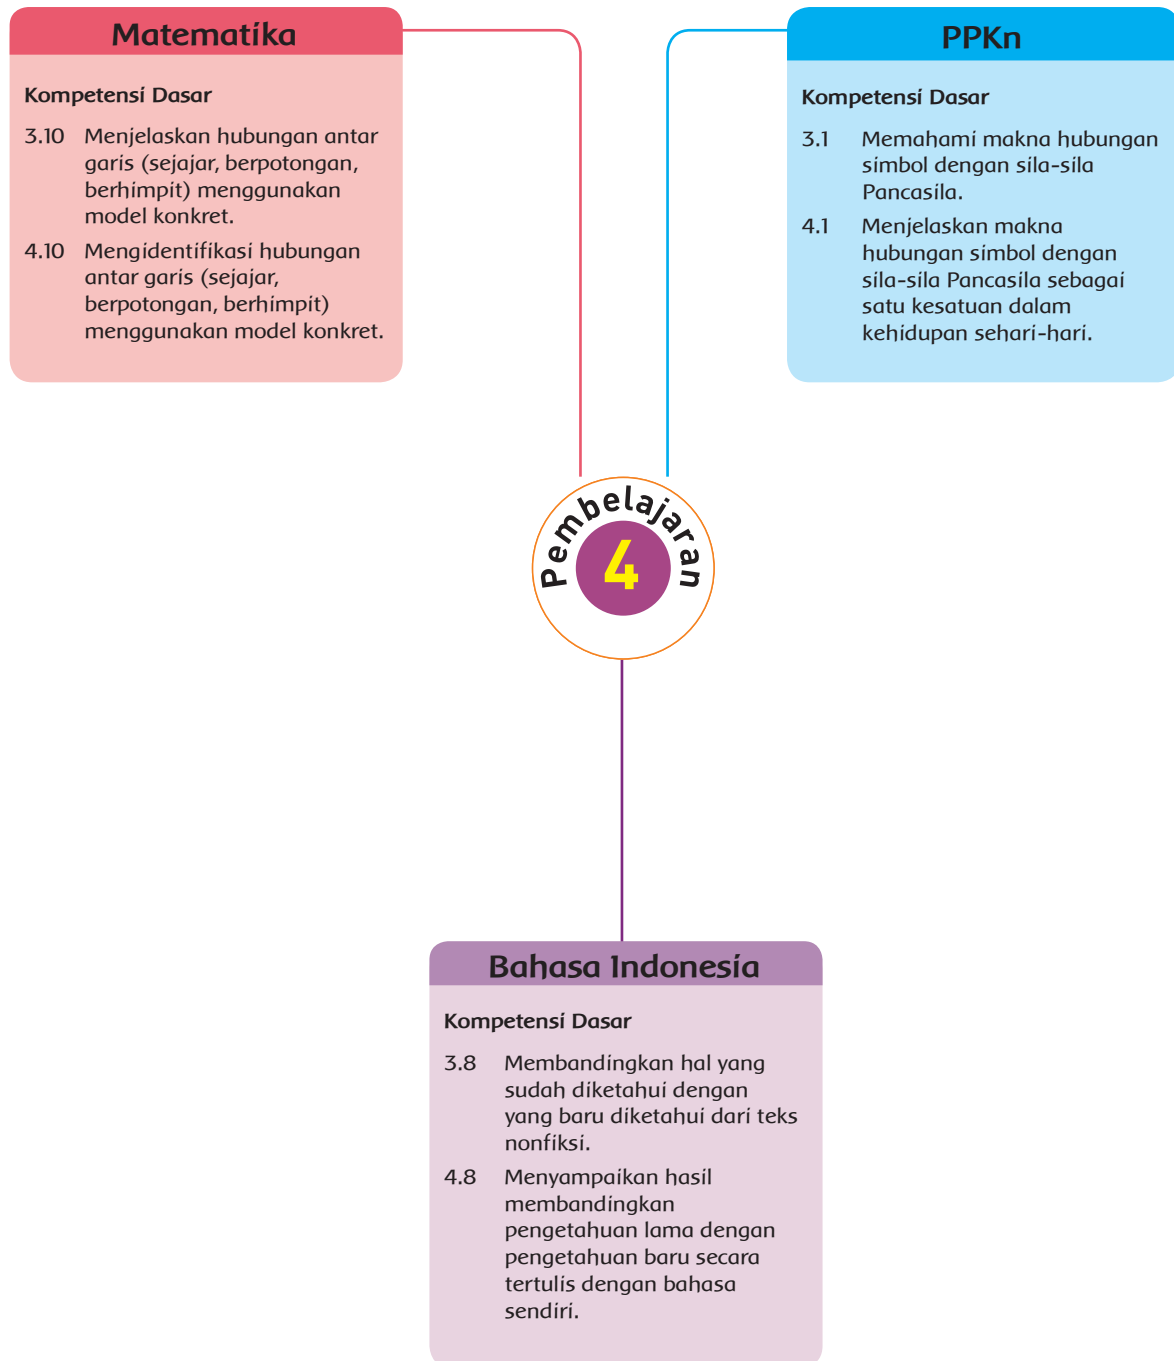 Matematika
Kompetensi Dasar
3.10 Menjelaskan hubungan antar
garis (sejajar, berpotongan,
berhimpit) menggunakan
model konkret.
4.10 Mengidentifikasi hubungan
antar garis (sejajar,
berpotongan, berhimpit)
menggunakan model konkret.
PPKn
Kompetensi Dasar
3.1 Memahami makna hubungan
simbol dengan sila-sila
Pancasila.
4.1 Menjelaskan makna
hubungan simbol dengan
sila-sila Pancasila sebagai
satu kesatuan dalam
kehidupan sehari-hari.
Pembelajaran
4
Bahasa Indonesia
Kompetensi Dasar
3.8 Membandingkan hal yang
sudah diketahui dengan
yang baru diketahui dari teks
nonfiksi.
4.8 Menyampaikan hasil
membandingkan
pengetahuan lama dengan
pengetahuan baru secara
tertulis dengan bahasa
sendiri.